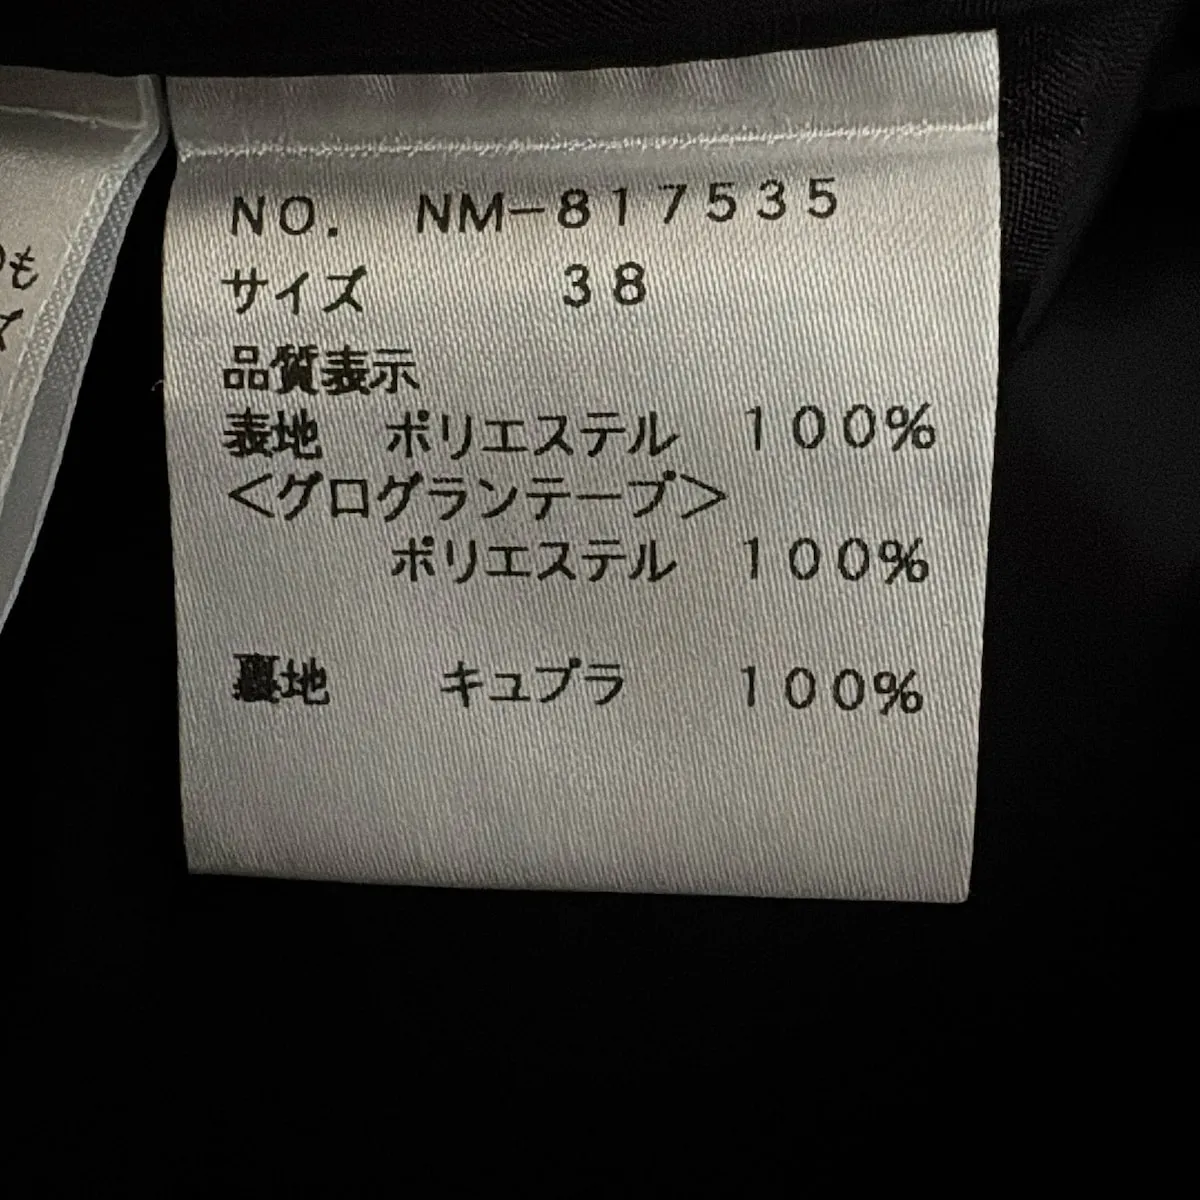 NO. NM-817535
サイズ 38
品質表示
表地 ポリエステル 100%
<グログランテープ>
ポリエステル 100%
裏地 キュプラ 100%
も